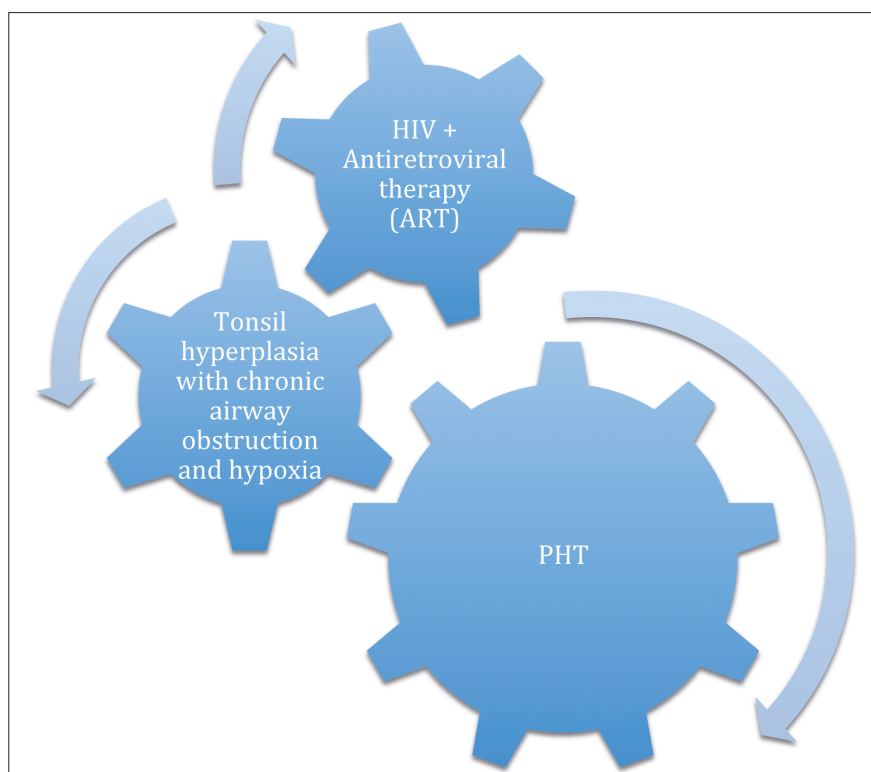 HIV +
Antiretroviral
therapy
(ART)
Tonsil
hyperplasia
with chronic
airway
obstruction
and hypoxia
PHT